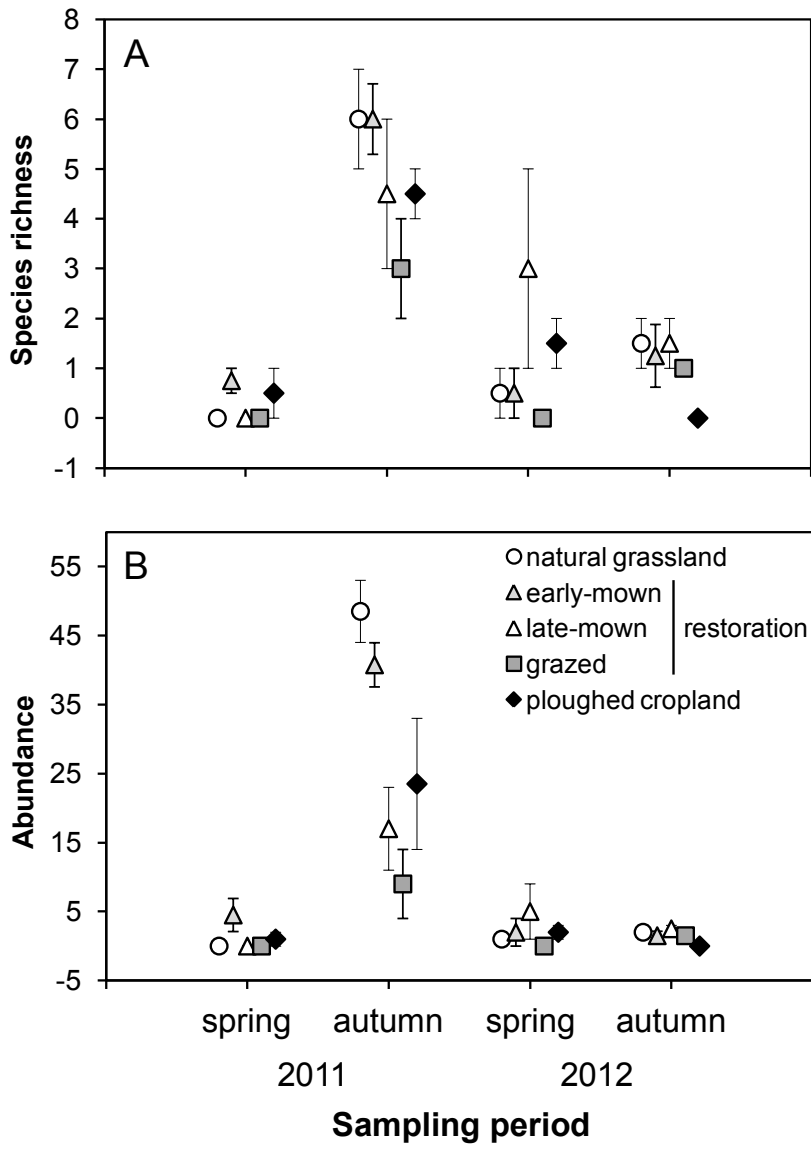 A
Species richness
8
7
6
5
4
3
2
1
0
-1
B
Abundance
55
45
35
25
15
5
-5
natural grassland
early-mown
late-mown
restoration
grazed
ploughed cropland
spring autumn spring autumn
2011 2012
Sampling period